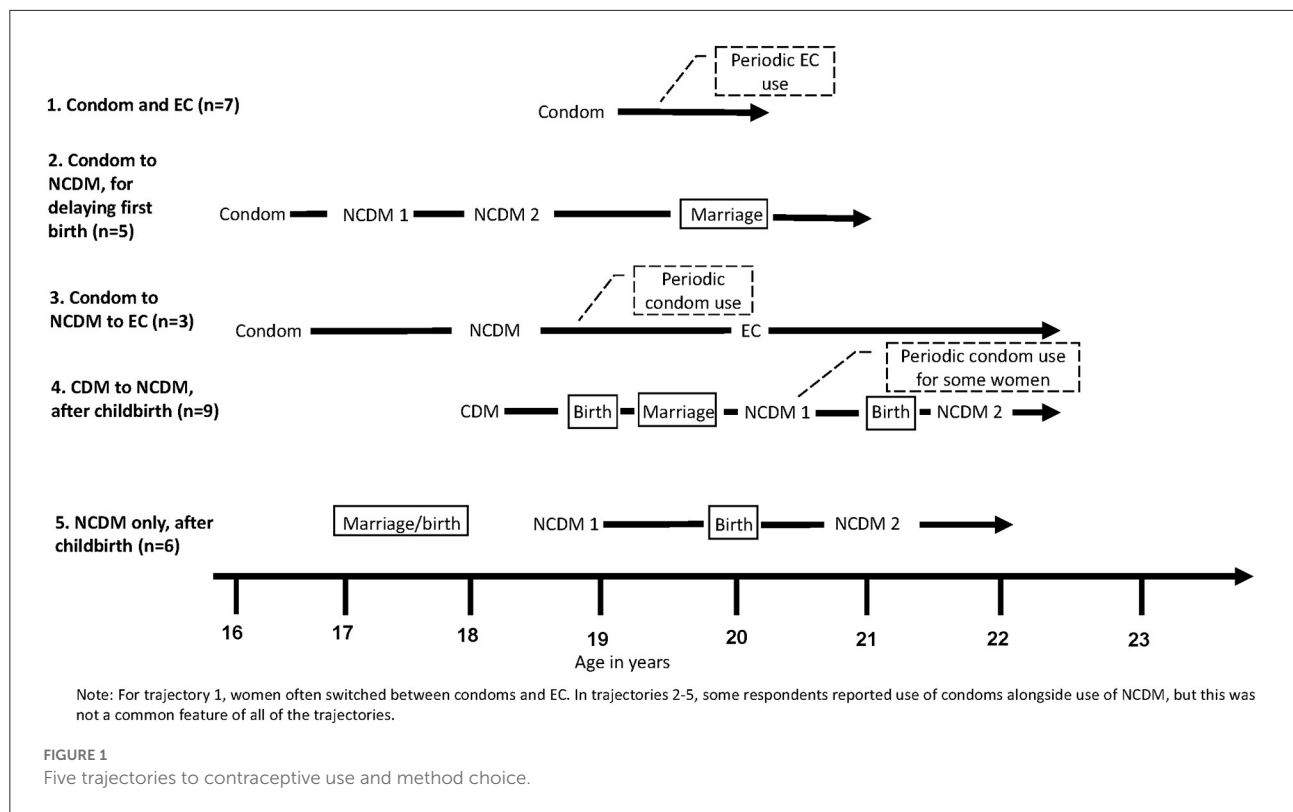 Periodic EC
use
1. Condom and EC (n=7)
Condom
2. Condom to
NCDM, for
delaying first
birth (n=5)
Condom NCDM 1 NCDM 2 Marriage
Periodic
condom use
3. Condom to
NCDM to EC (n=3)
Condom NCDM EC
Periodic condom use
for some women
4. CDM to NCDM,
after childbirth (n=9)
CDM Birth Marriage NCDM 1 Birth NCDM 2
5. NCDM only, after
childbirth (n=6)
Marriage/birth NCDM 1 Birth NCDM 2
16 17 18 19 20 21 22 23
Age in years
Note: For trajectory 1, women often switched between condoms and EC. In trajectories 2-5, some respondents reported use of condoms alongside use of NCDM, but this was
not a common feature of all of the trajectories.
FIGURE 1
Five trajectories to contraceptive use and method choice.